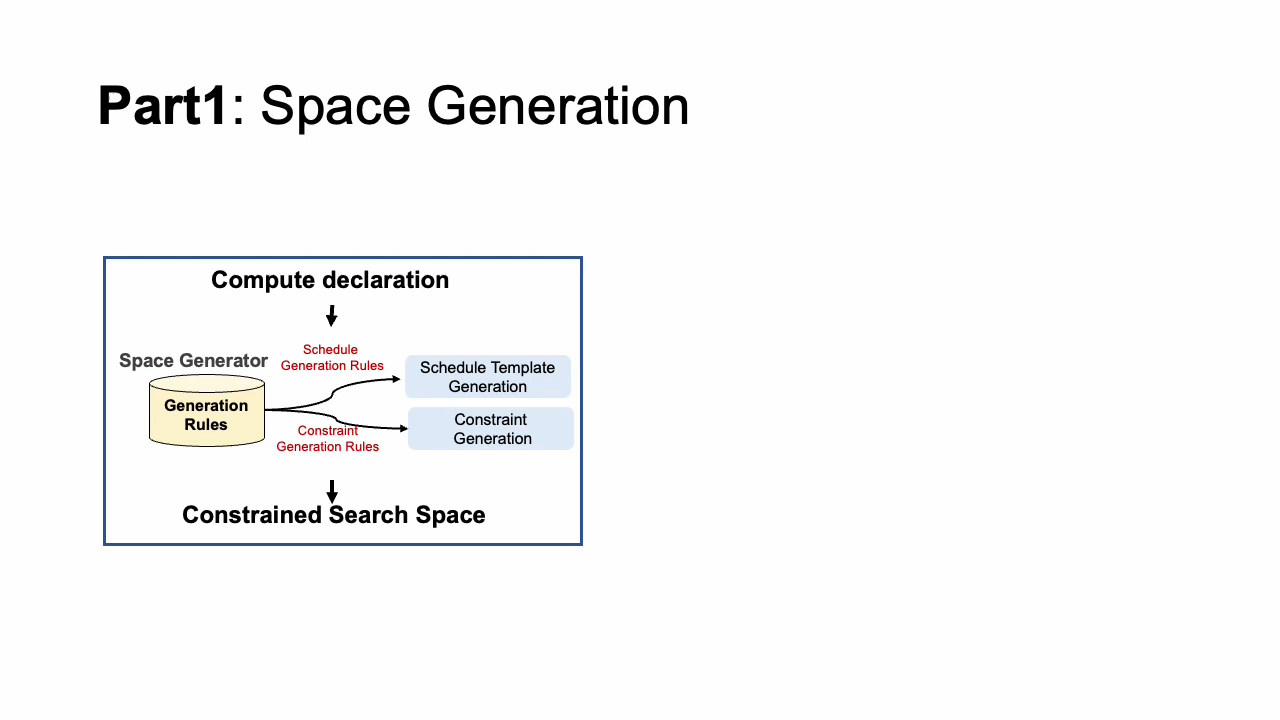 Part1: Space Generation
Compute declaration
Schedule
Generation Rules
Space Generator
Schedule Template
Generation
Generation
Rules
Constraint
Generation
Constraint
Generation Rules
Constrained Search Space